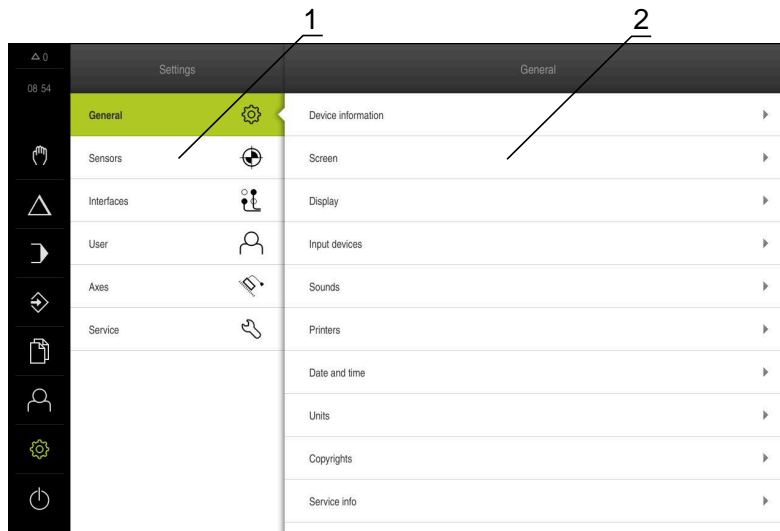 1
2
0
08 54
Settings
General
General
Sensors
Interfaces
User
Axes
Service
Device information
Screen
Display
Input devices
Sounds
Printers
Date and time
Units
Copyrights
Service info